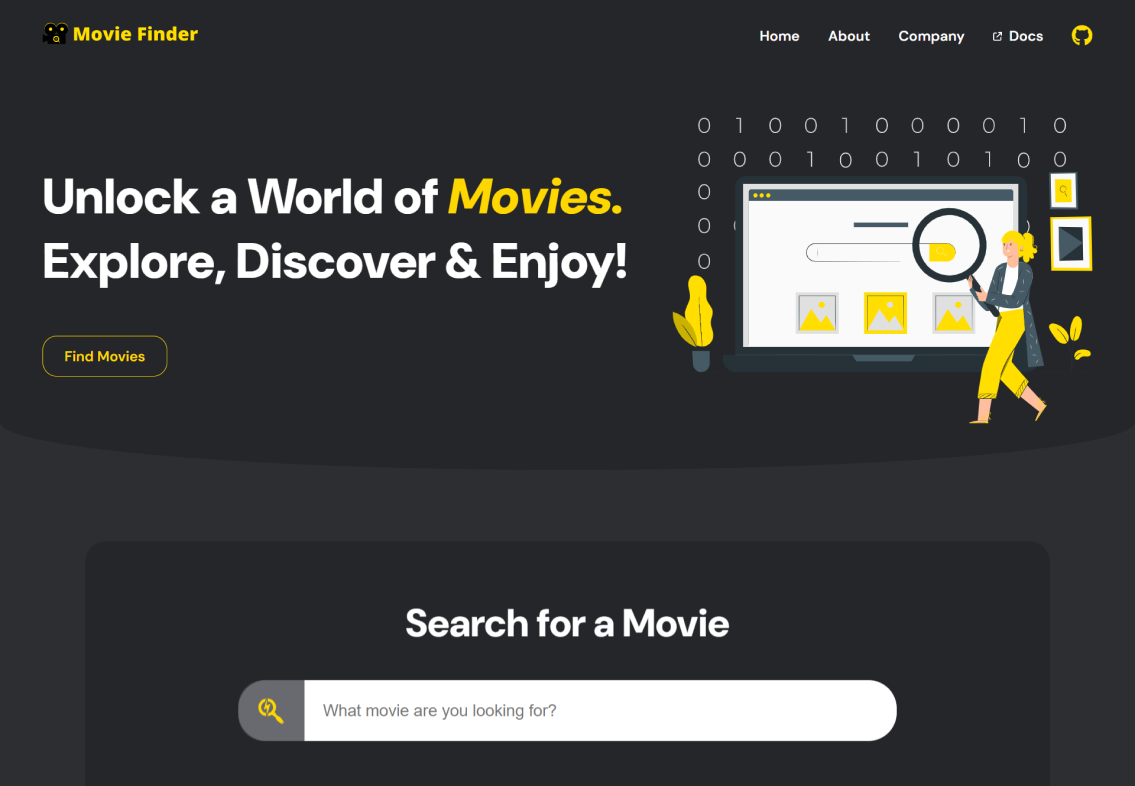 Movie Finder
Home About Company Docs
0 1 0 0 1 0 0 0 0 1 0
0 0 0 1 0 0 1 0 1 0 0
0
0
0
Unlock a World of Movies.
Explore, Discover & Enjoy!
Find Movies
Search for a Movie
What movie are you looking for?